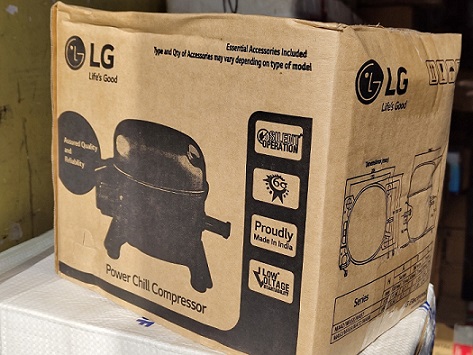 LG
Life's Good
Essential Accessories Included
Type and Qty of Accessories may vary depending on type of model
Assured Quality
and
Reliability
SILENT
OPERATION
Proudly
Made in India
LOW
VOLTAGE
Power Chill Compressor
LG
Life's Good
Dimensions
Series